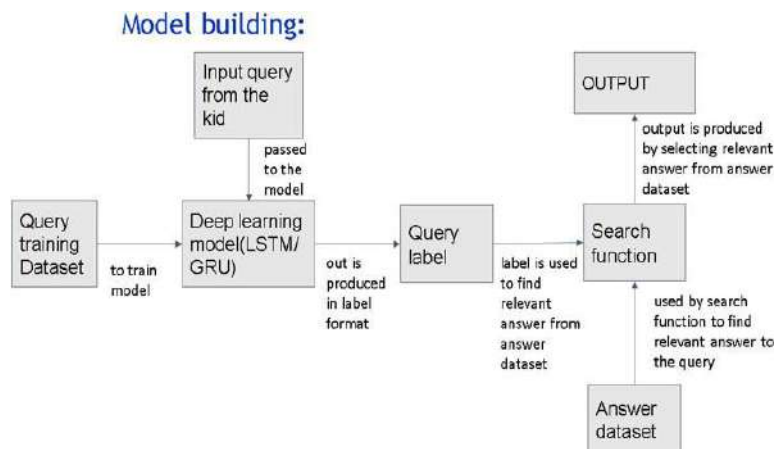 Model building:
Input query
from the
kid
passed
to the
model
Query
training
Dataset
to train
model
Deep learning
model(LSTM/
GRU)
out is
produced
in label
format
Query
label
label is used
to find
relevant
answer from
answer
dataset
Search
function
OUTPUT
output is produced
by selecting relevant
answer from answer
dataset
used by search
function to find
relevant answer to
the query
Answer
dataset